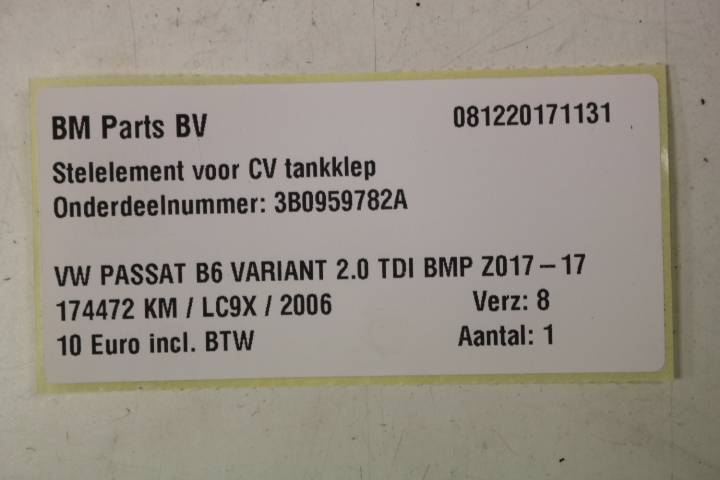 BM Parts BV 081220171131
Stelelement voor CV tankklep
Onderdeelnummer: 3B0959782A
VW PASSAT B6 VARIANT 2.0 TDI BMP Z017 – 17
174472 KM / LC9X / 2006 Verz: 8
10 Euro incl. BTW Aantal: 1